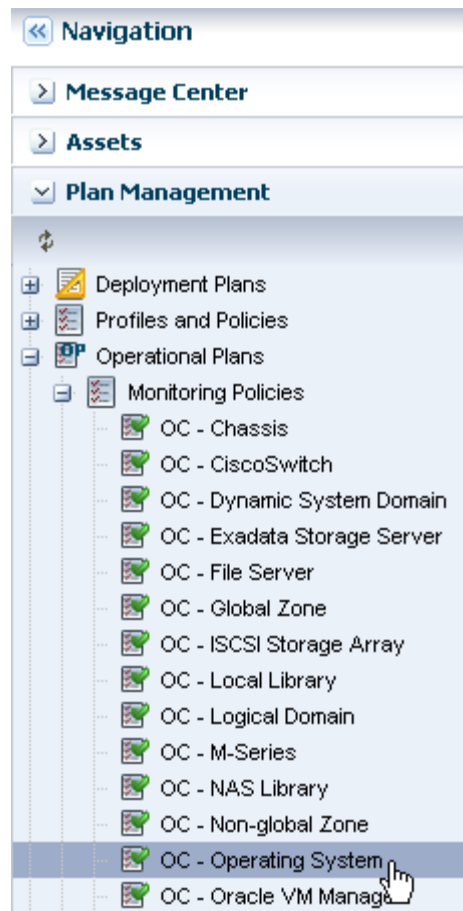 Navigation
Message Center
Assets
Plan Management
Deployment Plans
Profiles and Policies
Operational Plans
Monitoring Policies
OC - Chassis
OC - CiscoSwitch
OC - Dynamic System Domain
OC - Exadata Storage Server
OC - File Server
OC - Global Zone
OC - ISCSI Storage Array
OC - Local Library
OC - Logical Domain
OC - M-Series
OC - NAS Library
OC - Non-global Zone
OC - Operating System
OC - Oracle VM Manage